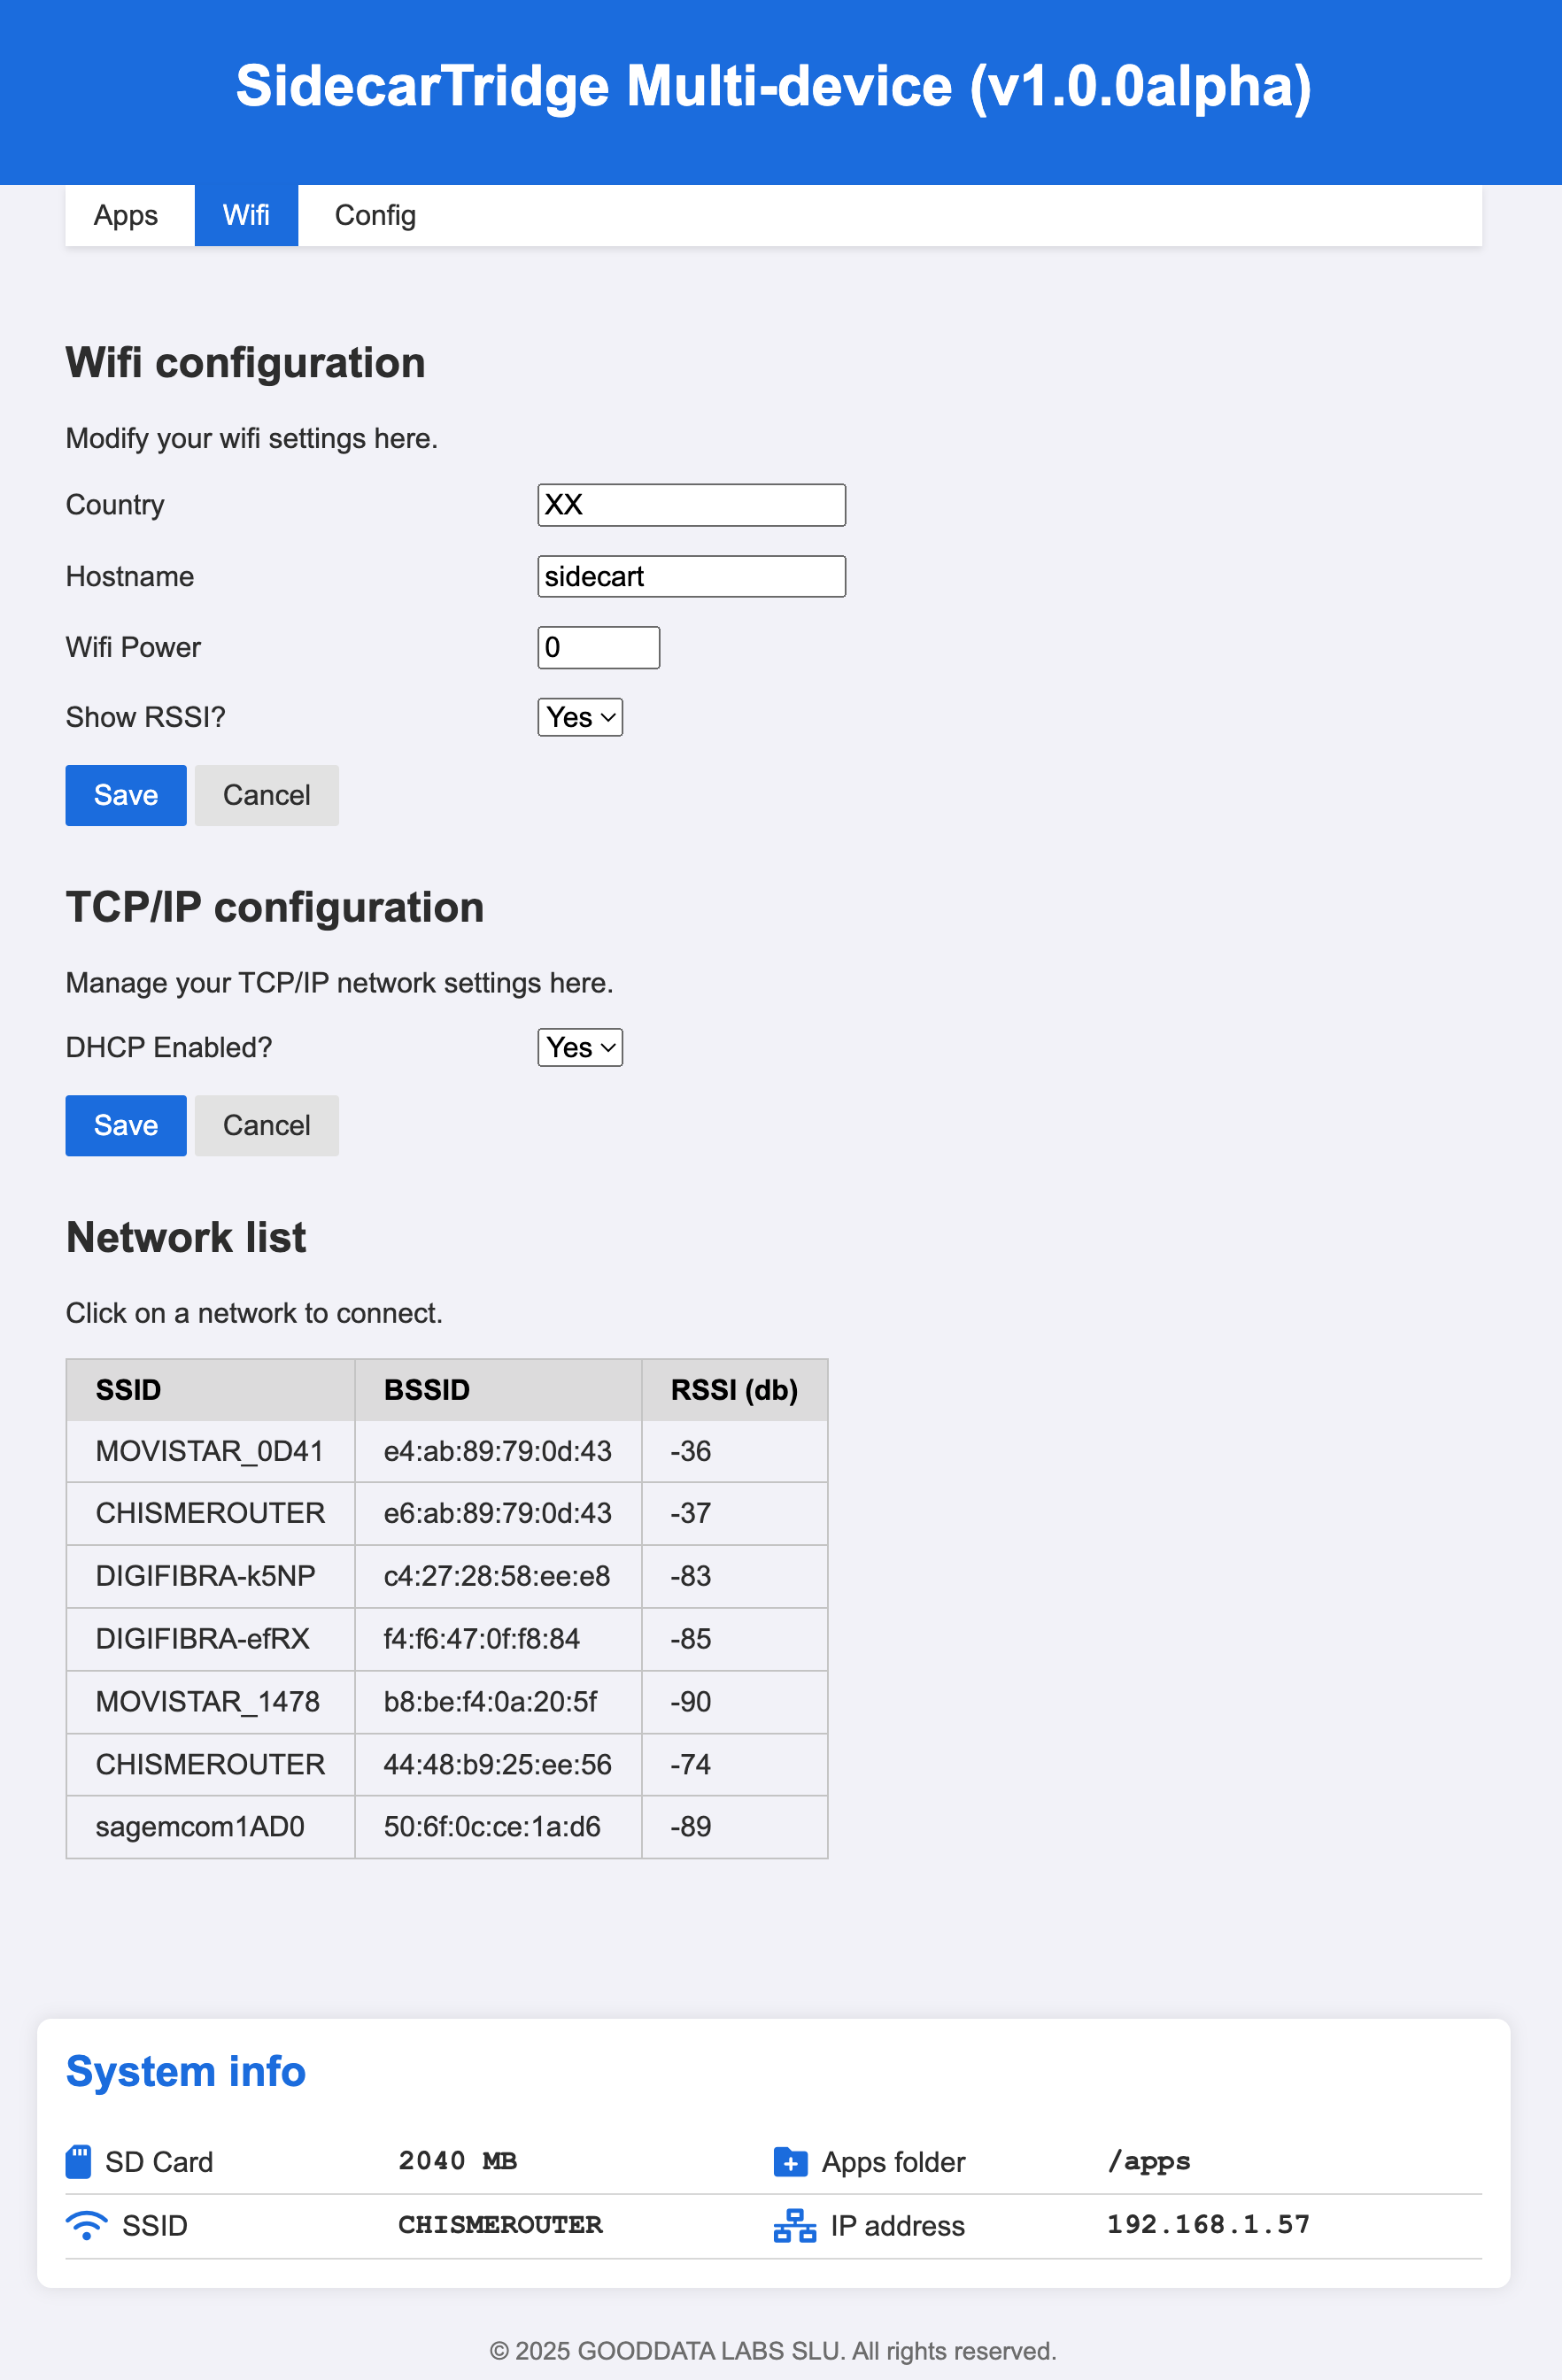 SidecarTridge Multi-device (v1.0.0alpha)
Apps Wifi Config
Wifi configuration
Modify your wifi settings here.
Country XX
Hostname sidecart
Wifi Power 0
Show RSSI? Yes
Save Cancel
TCP/IP configuration
Manage your TCP/IP network settings here.
DHCP Enabled? Yes
Save Cancel
Network list
Click on a network to connect.
SSID BSSID RSSI (db)
MOVISTAR_0D41 e4:ab:89:79:0d:43 -36
CHISMEROUTER e6:ab:89:79:0d:43 -37
DIGIFIBRA-k5NP c4:27:28:58:ee:e8 -83
DIGIFIBRA-efRX f4:f6:47:0f:f8:84 -85
MOVISTAR_1478 b8:be:f4:0a:20:5f -90
CHISMEROUTER 44:48:b9:25:ee:56 -74
sagemcom1AD0 50:6f:0c:ce:1a:d6 -89
System info
SD Card 2040 MB Apps folder /apps
SSID CHISMEROUTER IP address 192.168.1.57
© 2025 GOODDATA LABS SLU. All rights reserved.